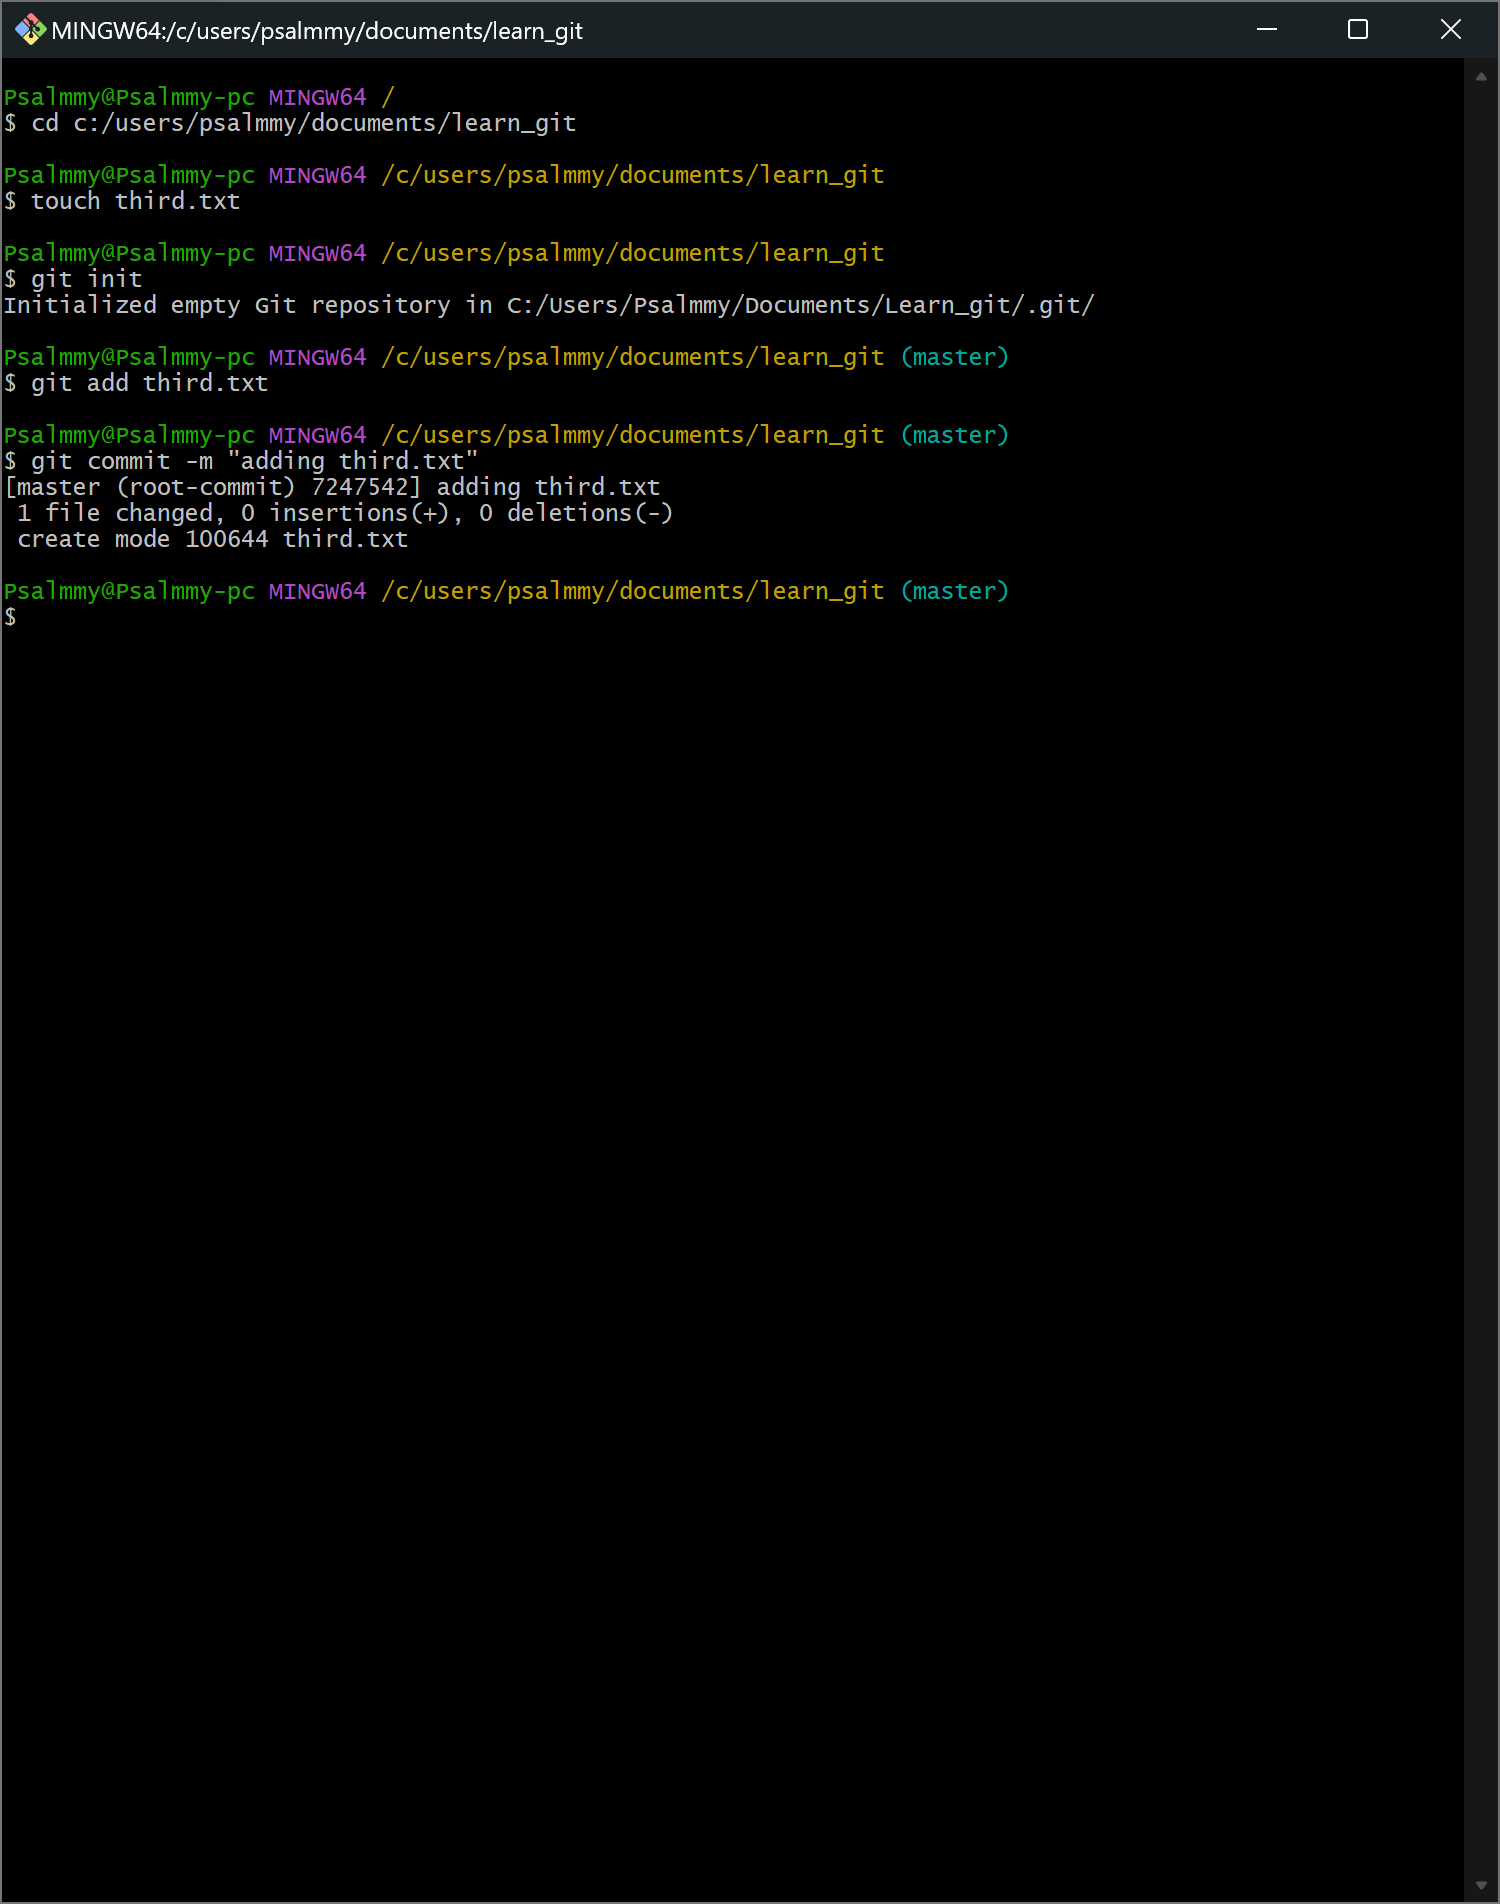 MINGW64:/c/users/psalmmy/documents/learn_git
Psalmmy@Psalmmy-pc MINGW64 /
$ cd c:/users/psalmmy/documents/learn_git
Psalmmy@Psalmmy-pc MINGW64 /c/users/psalmmy/documents/learn_git
$ touch third.txt
Psalmmy@Psalmmy-pc MINGW64 /c/users/psalmmy/documents/learn_git
$ git init
Initialized empty Git repository in C:/Users/Psalmmy/Documents/Learn_git/.git/
Psalmmy@Psalmmy-pc MINGW64 /c/users/psalmmy/documents/learn_git (master)
$ git add third.txt
Psalmmy@Psalmmy-pc MINGW64 /c/users/psalmmy/documents/learn_git (master)
$ git commit -m "adding third.txt"
[master (root-commit) 7247542] adding third.txt
 1 file changed, 0 insertions(+), 0 deletions(-)
 create mode 100644 third.txt
Psalmmy@Psalmmy-pc MINGW64 /c/users/psalmmy/documents/learn_git (master)
$